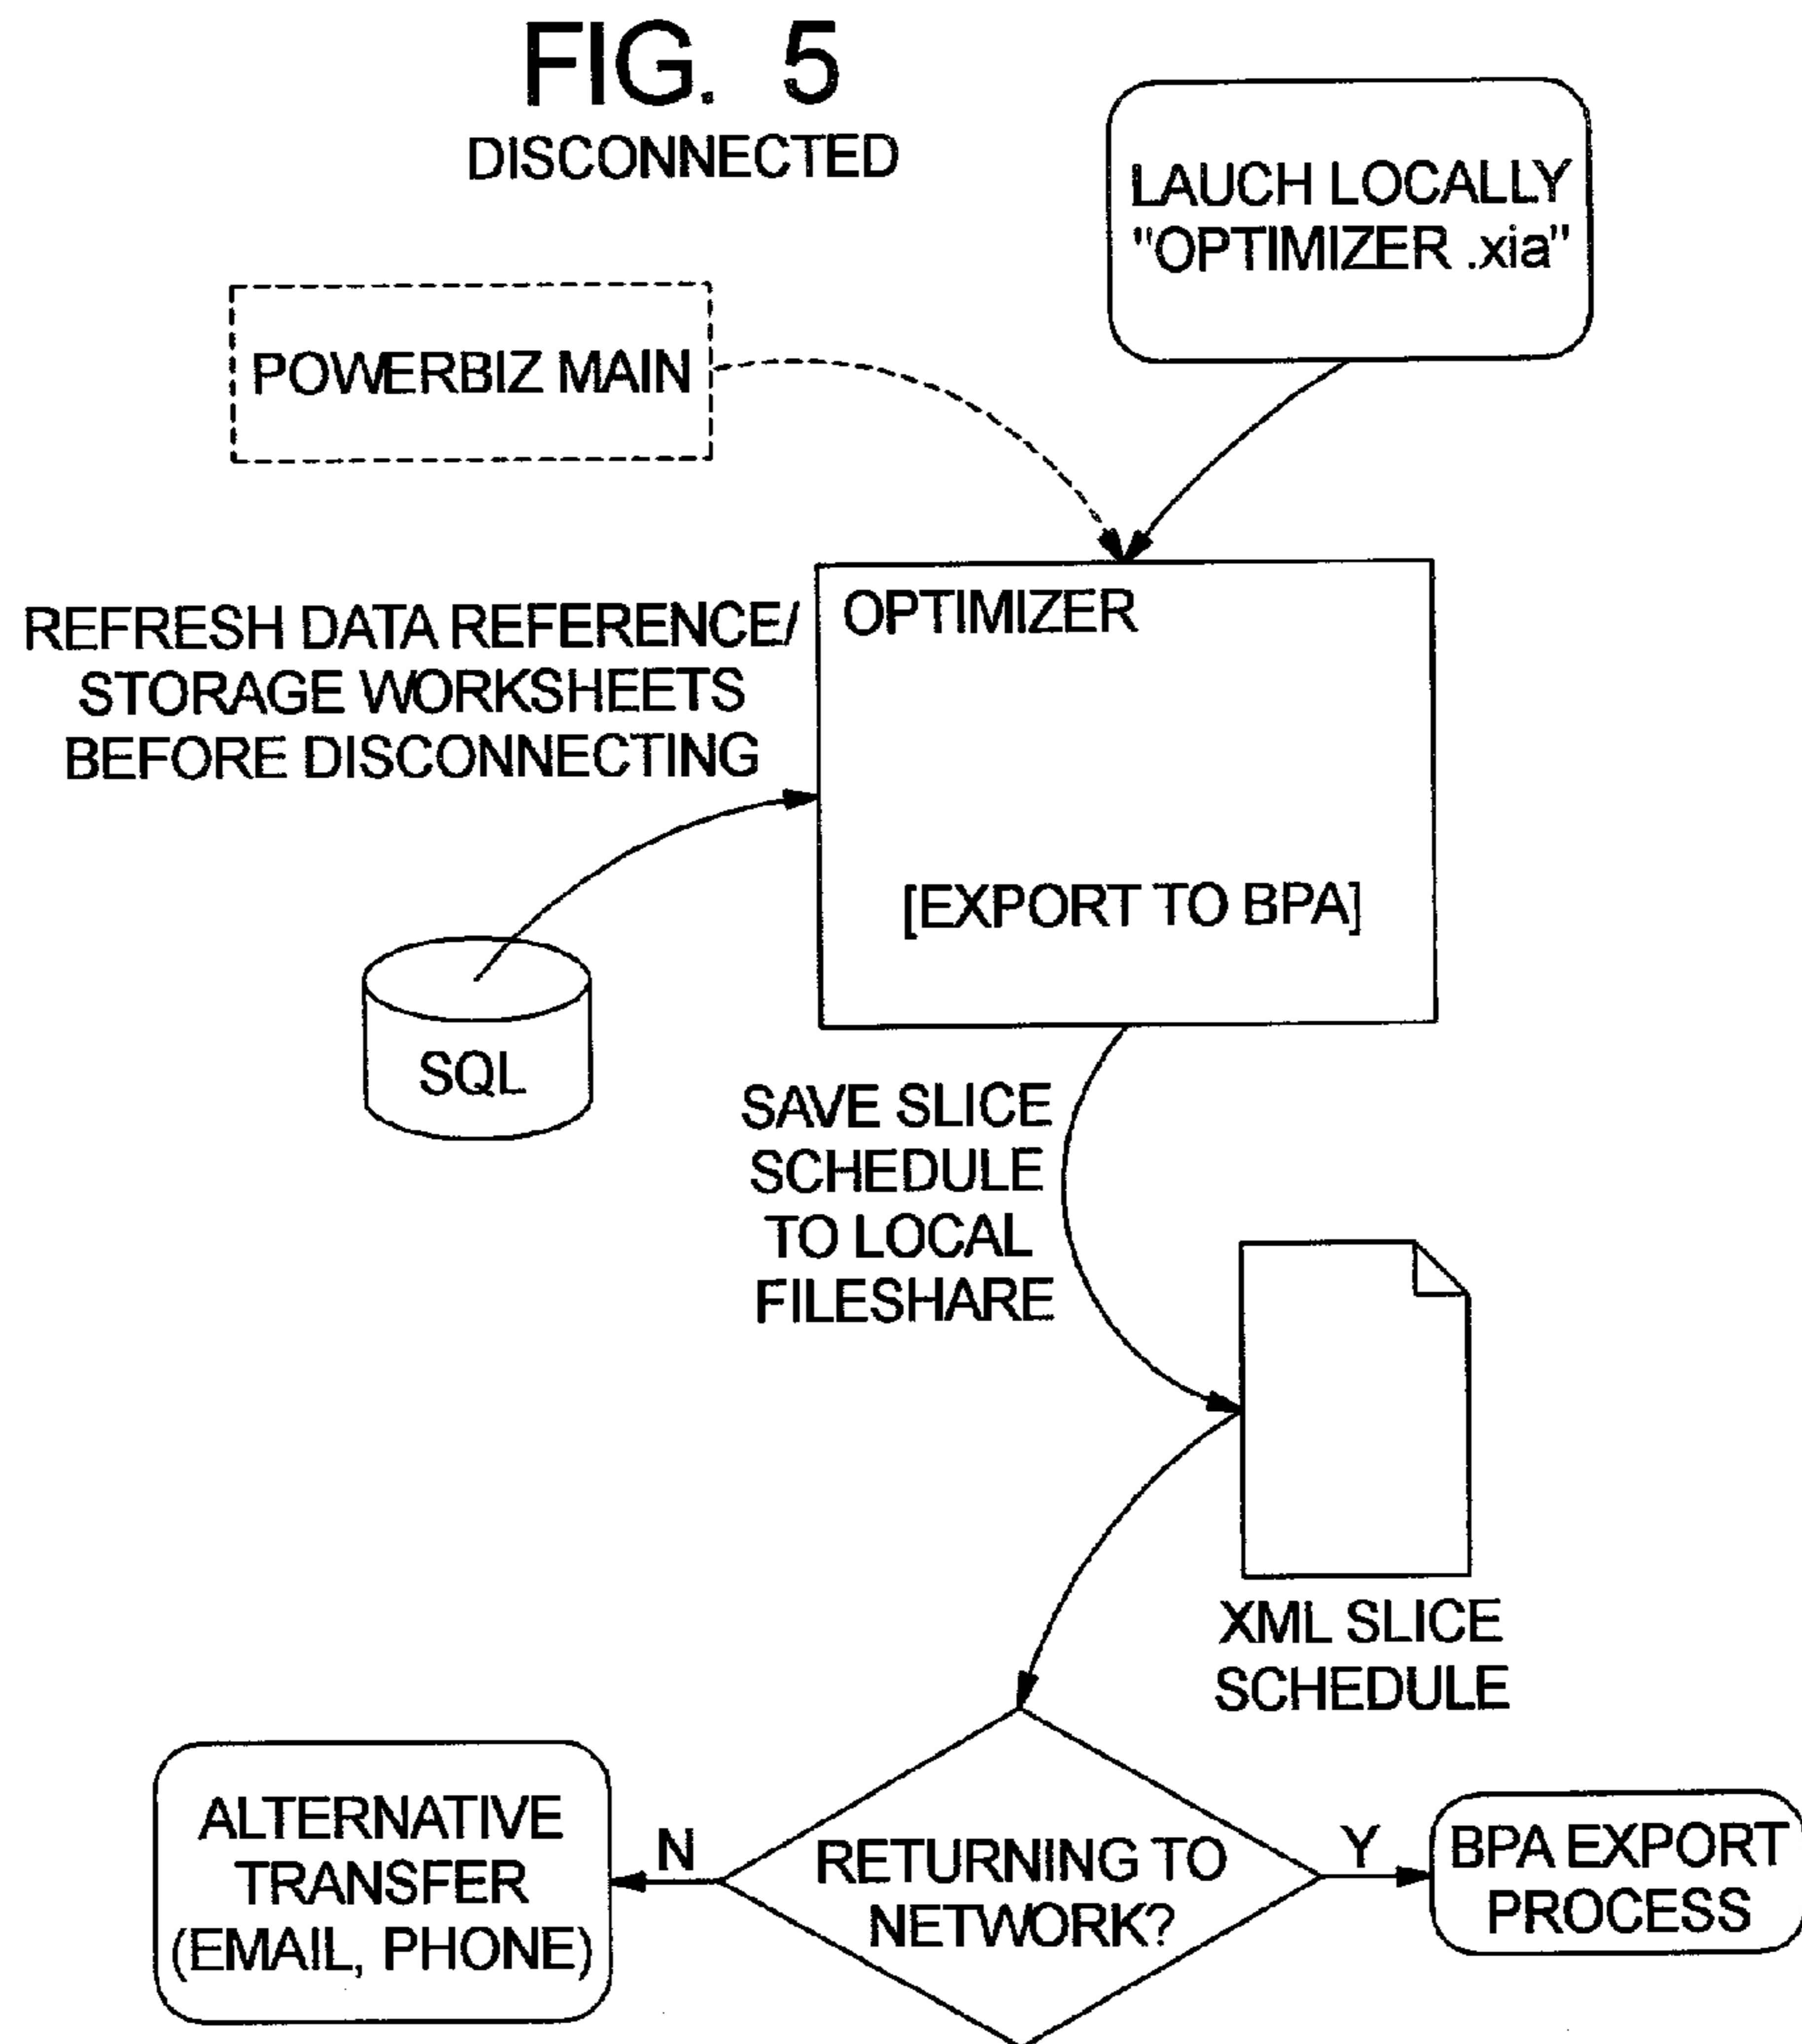 FIG. 5
DISCONNECTED
LAUCH LOCALLY
"OPTIMIZER .xia"
POWERBIZ MAIN
REFRESH DATA REFERENCE/
STORAGE WORKSHEETS
BEFORE DISCONNECTING
OPTIMIZER
[EXPORT TO BPA]
SQL
SAVE SLICE
SCHEDULE
TO LOCAL
FILESHARE
XML SLICE
SCHEDULE
ALTERNATIVE
TRANSFER
(EMAIL, PHONE)
N
RETURNING TO
NETWORK?
Y
BPA EXPORT
PROCESS